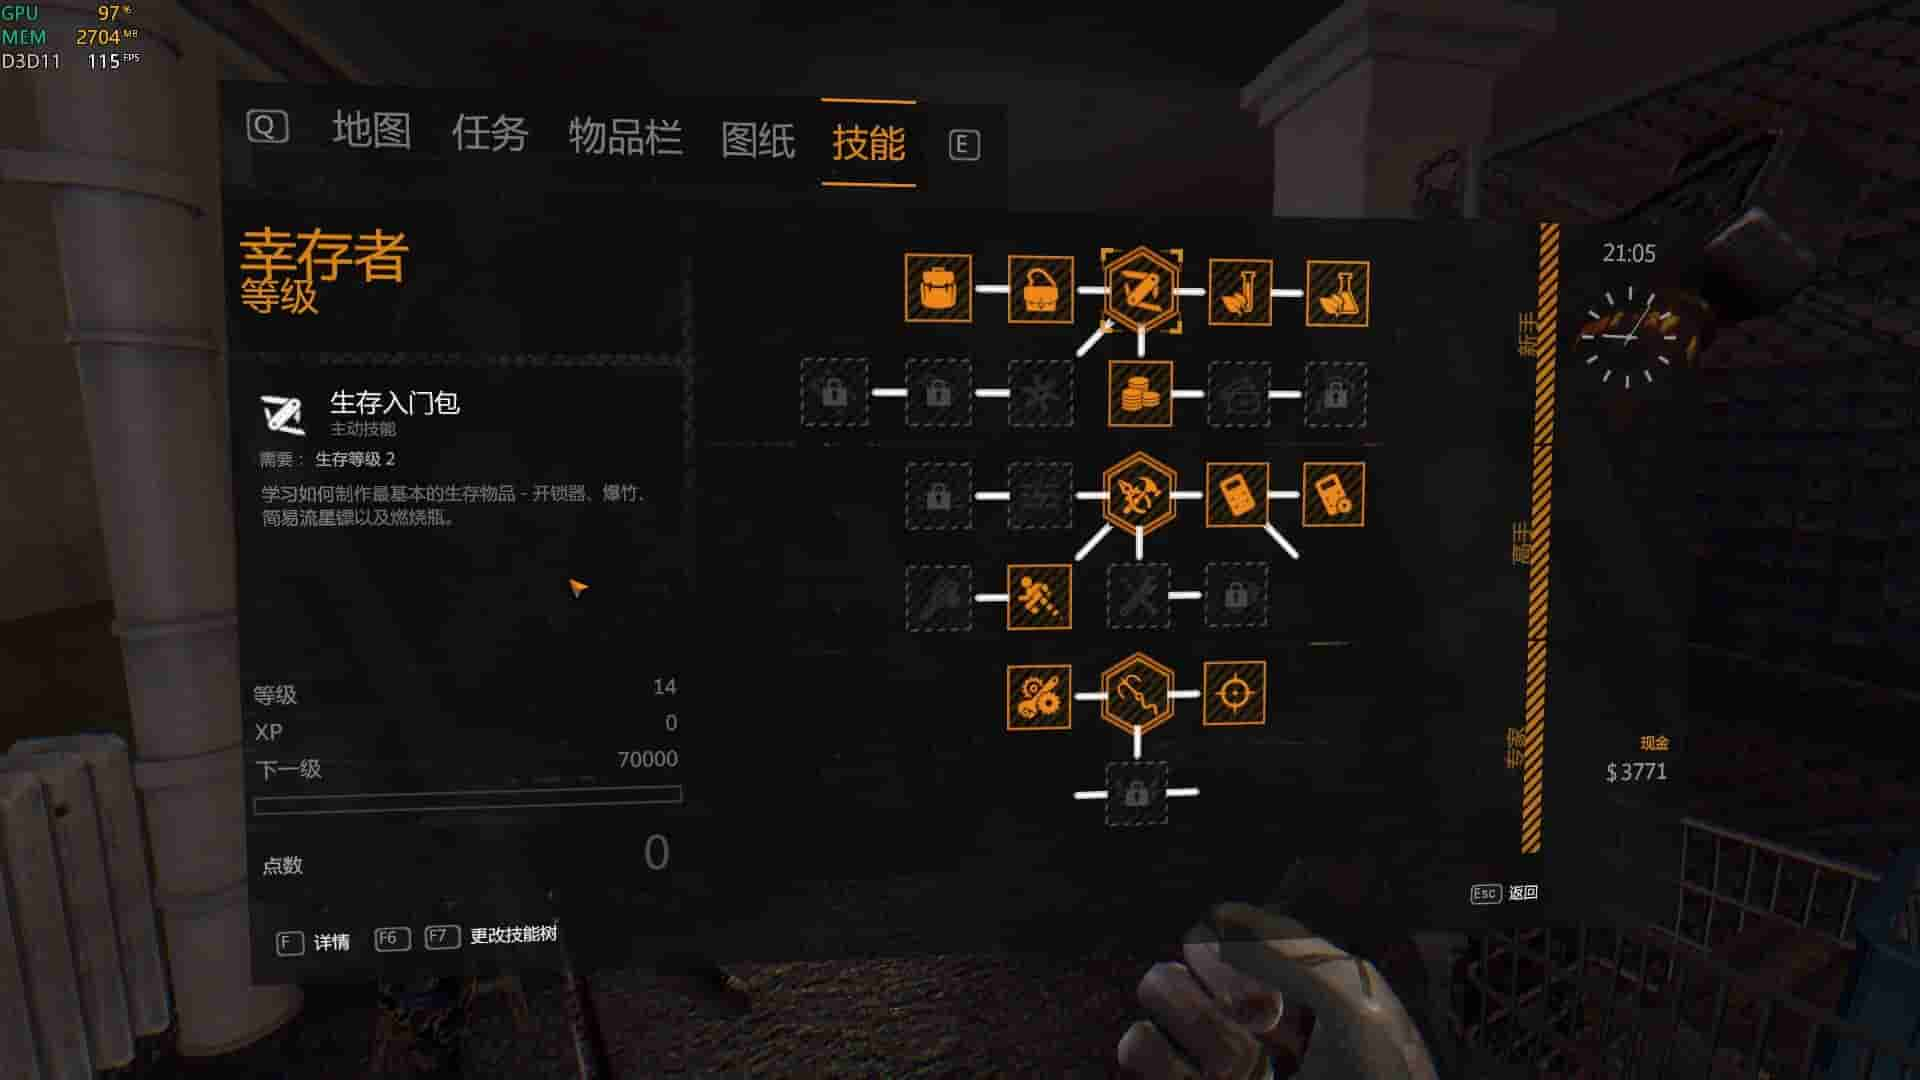 GPU 97 %
MEM 2704 MB
D3D11 115 FPS
Q 地图 任务 物品栏 图纸 技能 E
幸存者
等级
生存入门包
主动技能
需要： 生存等级 2
学习如何制作最基本的生存物品 - 开锁器、爆竹、
简易流星镖以及燃烧瓶。
等级 14
XP 0
下一级 70000
点数 0
F 详情 F6 F7 更改技能树
新手
高手
专家
21:05
现金
$3771
Esc 返回